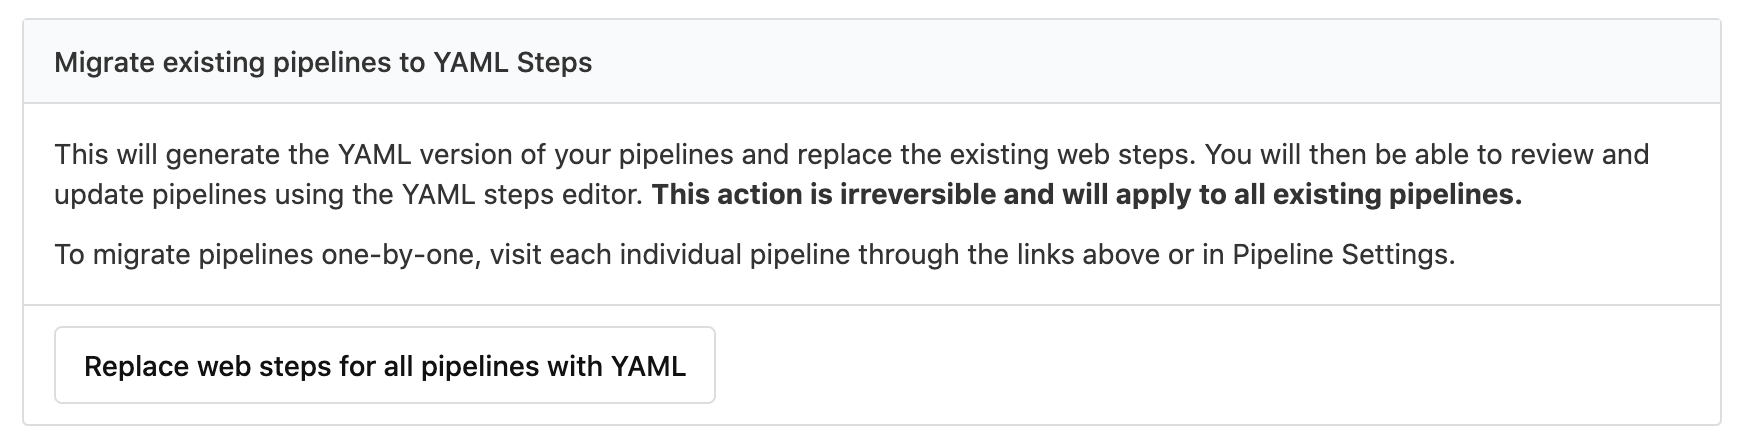 Migrate existing pipelines to YAML Steps
This will generate the YAML version of your pipelines and replace the existing web steps. You will then be able to review and
update pipelines using the YAML steps editor. This action is irreversible and will apply to all existing pipelines.
To migrate pipelines one-by-one, visit each individual pipeline through the links above or in Pipeline Settings.
Replace web steps for all pipelines with YAML